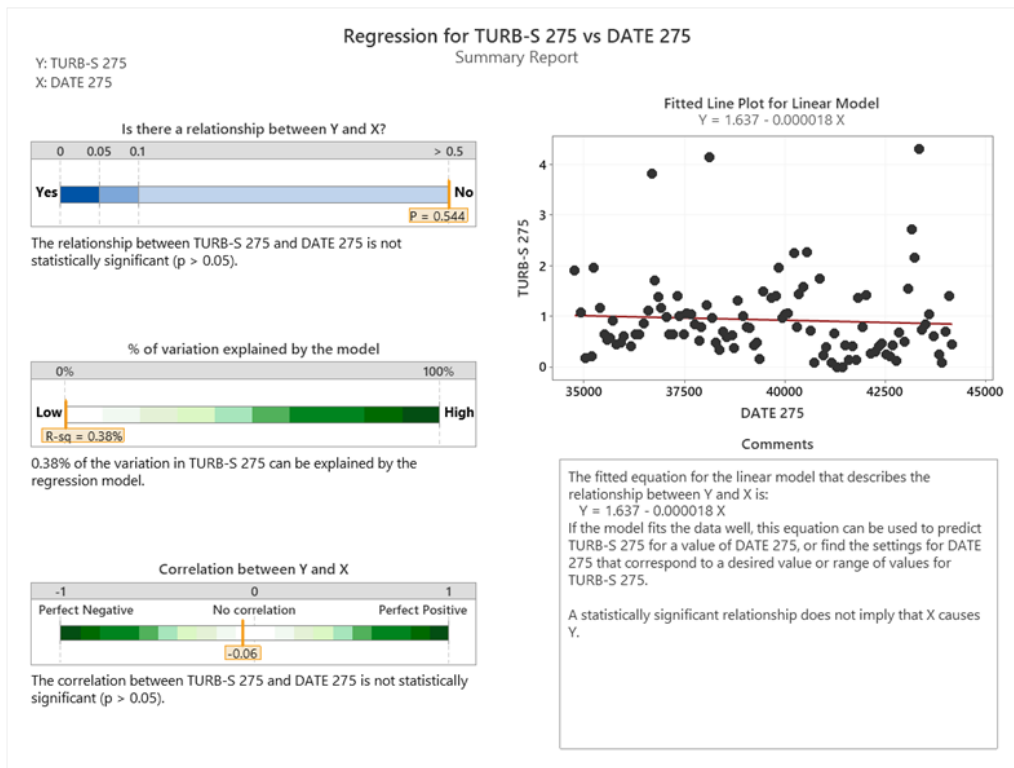 Regression for TURB-S 275 vs DATE 275
Summary Report
Y: TURB-S 275
X: DATE 275
Is there a relationship between Y and X?
0 0.05 0.1 > 0.5
Yes No
P = 0.544
The relationship between TURB-S 275 and DATE 275 is not
statistically significant (p > 0.05).
% of variation explained by the model
0% 100%
Low High
R-sq = 0.38%
0.38% of the variation in TURB-S 275 can be explained by the
regression model.
Correlation between Y and X
-1 0 1
Perfect Negative No correlation Perfect Positive
-0.06
The correlation between TURB-S 275 and DATE 275 is not statistically
significant (p > 0.05).
Fitted Line Plot for Linear Model
Y = 1.637 - 0.000018 X
TURB-S 275
4
3
2
1
0
35000 37500 40000 42500 45000
DATE 275
Comments
The fitted equation for the linear model that describes the
relationship between Y and X is:
Y = 1.637 - 0.000018 X
If the model fits the data well, this equation can be used to predict
TURB-S 275 for a value of DATE 275, or find the settings for DATE
275 that correspond to a desired value or range of values for
TURB-S 275.
A statistically significant relationship does not imply that X causes
Y.